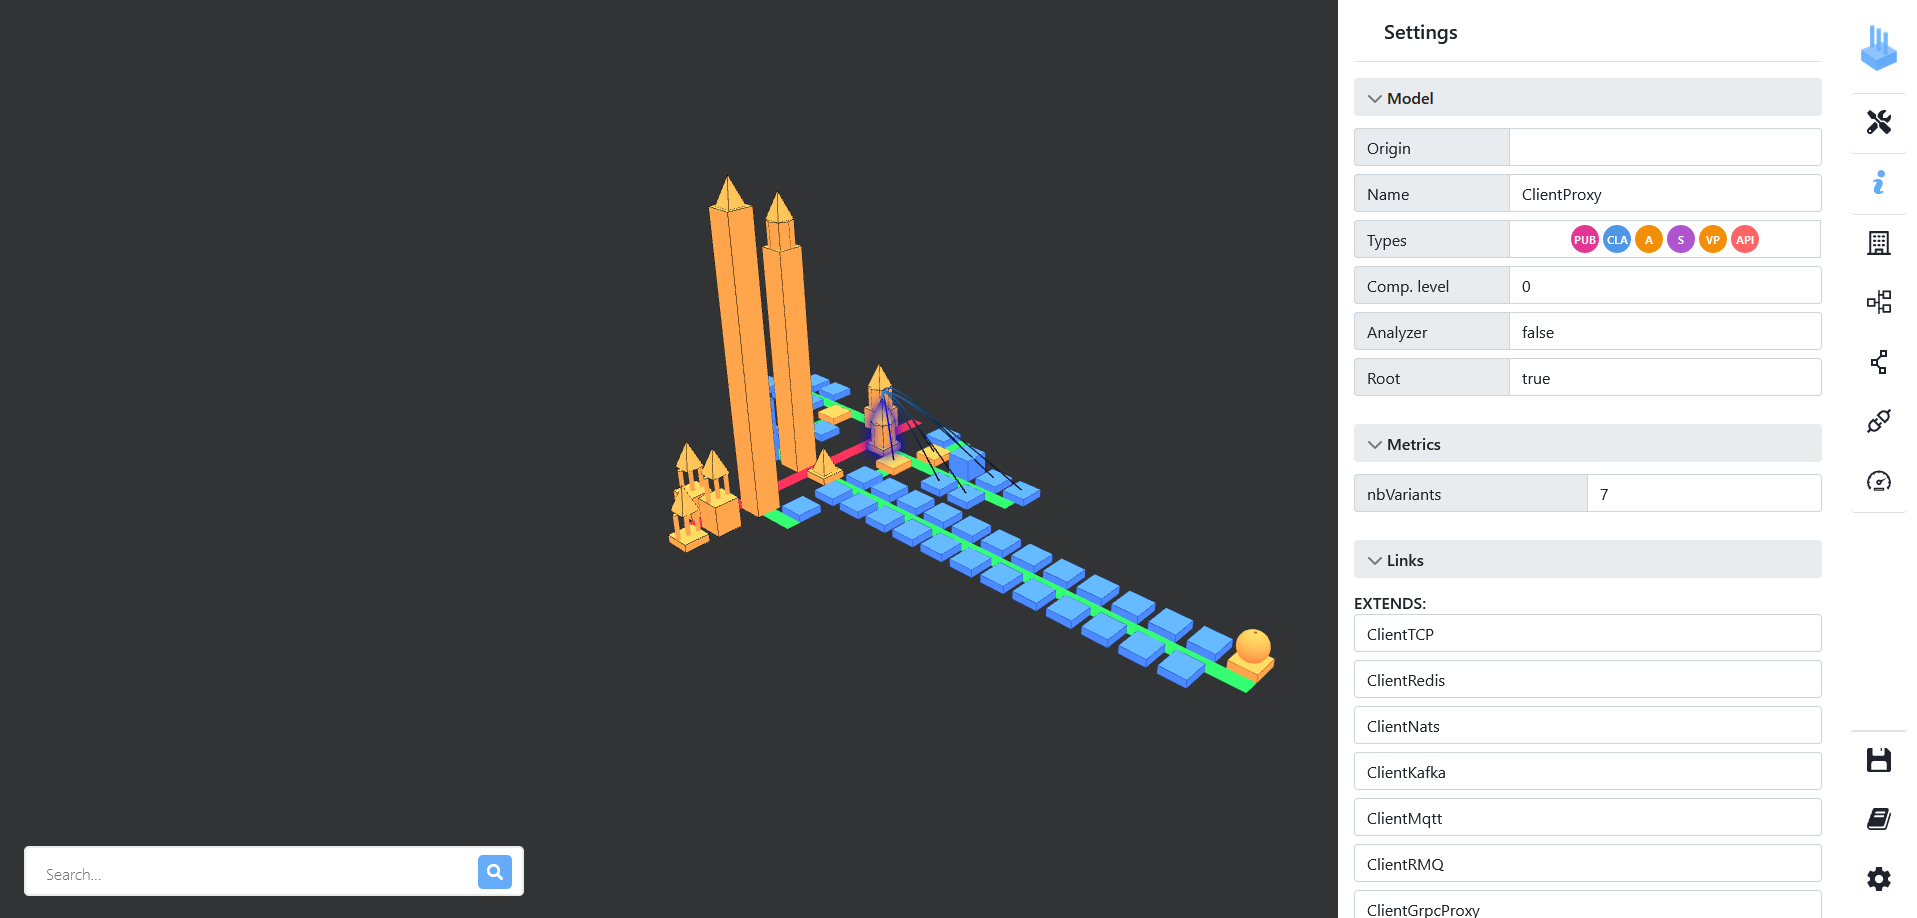 Settings
Model
Origin
Name ClientProxy
Types PUB CLA A S VP API
Comp. level 0
Analyzer false
Root true
Metrics
nbVariants 7
Links
EXTENDS:
ClientTCP
ClientRedis
ClientNats
ClientKafka
ClientMqtt
ClientRMQ
ClientGrpcProxy
Search...